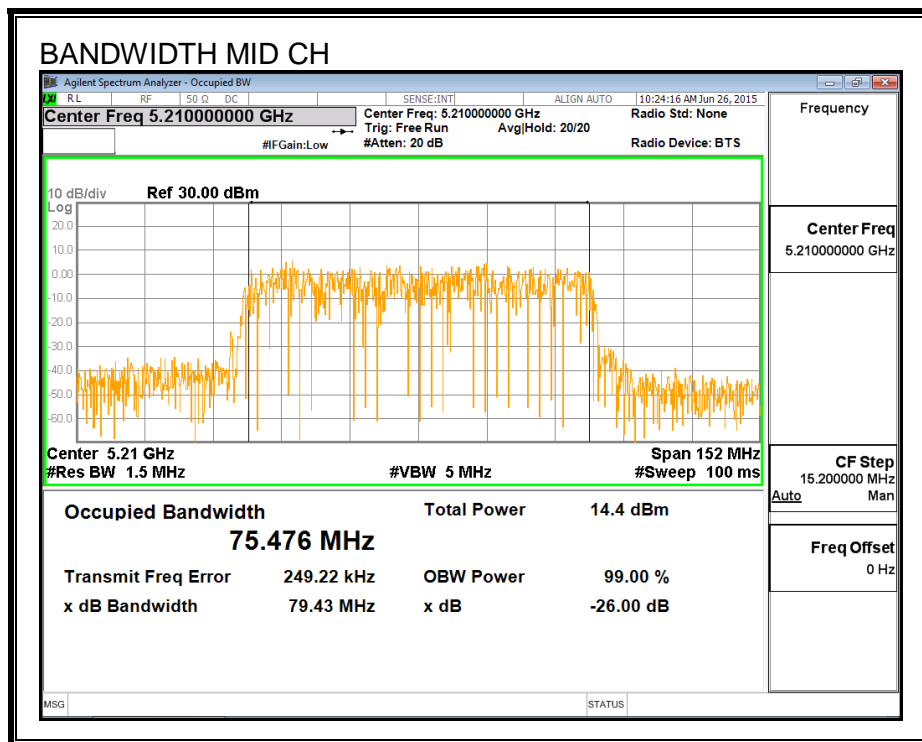 BANDWIDTH MID CH
Agilent Spectrum Analyzer - Occupied BW
LXI RL RF 50 Ω DC SENSE:INT ALIGN AUTO 10:24:16 AM Jun 26, 2015
Center Freq 5.210000000 GHz
Center Freq: 5.210000000 GHz
Radio Std: None
Trig: Free Run Avg|Hold: 20/20
#IFGain:Low
#Atten: 20 dB
Radio Device: BTS
10 dB/div Ref 30.00 dBm
Log
20.0
10.0
0.00
-10.0
-20.0
-30.0
-40.0
-50.0
-60.0
Center 5.21 GHz Span 152 MHz
#Res BW 1.5 MHz #VBW 5 MHz #Sweep 100 ms
Occupied Bandwidth Total Power 14.4 dBm
75.476 MHz
Transmit Freq Error 249.22 kHz OBW Power 99.00 %
x dB Bandwidth 79.43 MHz x dB -26.00 dB
MSG STATUS
Frequency
Center Freq
5.210000000 GHz
CF Step
15.200000 MHz
Auto Man
Freq Offset
0 Hz